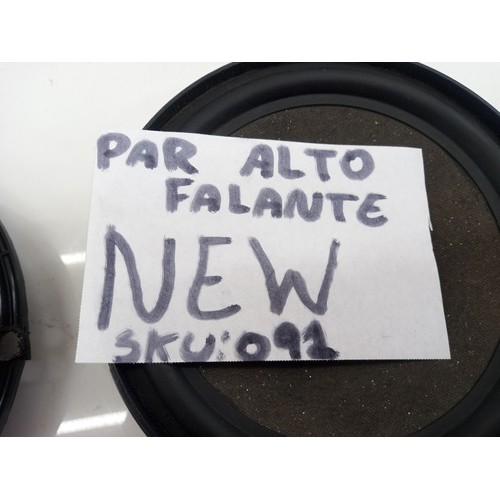 PAR ALTO
FALANTE
NEW
SKU:092